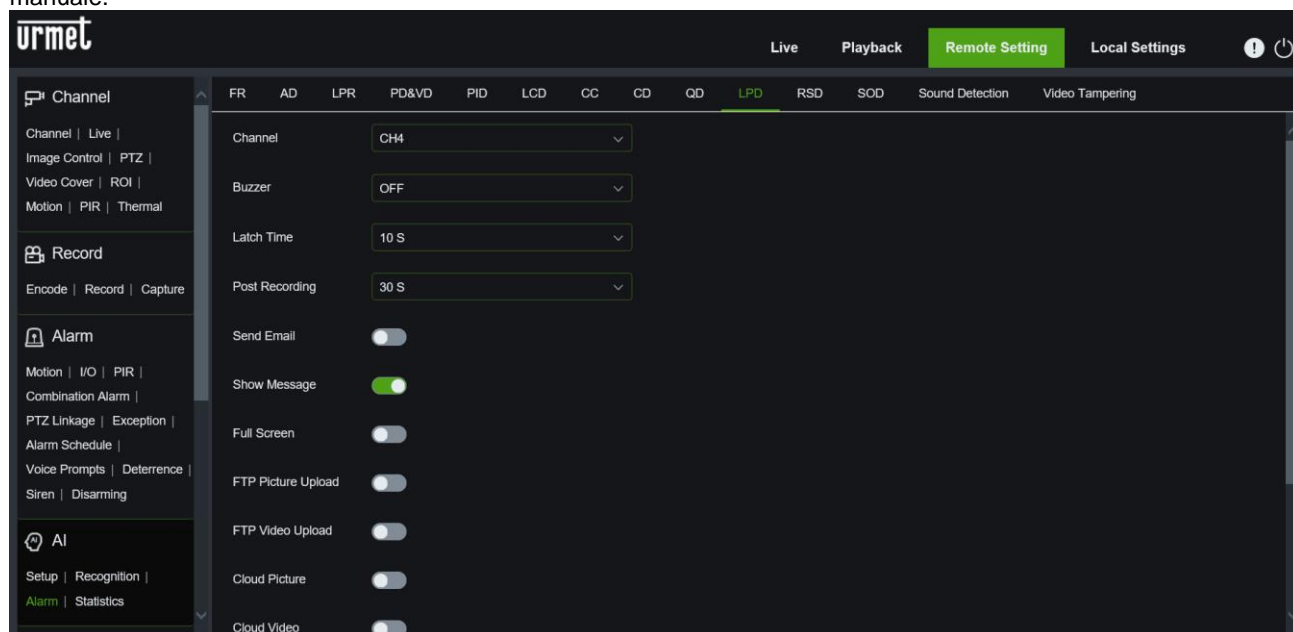 manuale.
urmet
Live Playback Remote Setting Local Settings
Channel
Channel | Live |
Image Control | PTZ |
Video Cover | ROI |
Motion | PIR | Thermal
Record
Encode | Record | Capture
Alarm
Motion | I/O | PIR |
Combination Alarm |
PTZ Linkage | Exception |
Alarm Schedule |
Voice Prompts | Deterrence |
Siren | Disarming
AI
Setup | Recognition |
Alarm | Statistics
FR AD LPR PD&VD PID LCD CC CD QD LPD RSD SOD Sound Detection Video Tampering
Channel CH4
Buzzer OFF
Latch Time 10 S
Post Recording 30 S
Send Email
Show Message
Full Screen
FTP Picture Upload
FTP Video Upload
Cloud Picture
Cloud Video